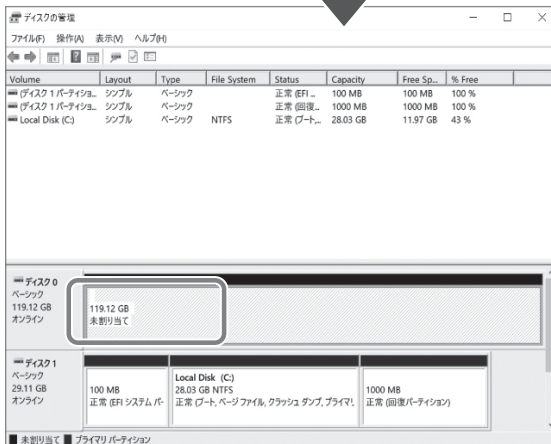 ディスクの管理
ファイル(F) 操作(A) 表示(V) ヘルプ(H)
Volume Layout Type File System Status Capacity Free Sp... % Free
(ディスク 1 パーティショ... シンプル ベーシック 正常 (EFI ... 100 MB 100 MB 100 %
(ディスク 1 パーティショ... シンプル ベーシック 正常 (回復... 1000 MB 1000 MB 100 %
Local Disk (C:) シンプル ベーシック NTFS 正常 (ブート,... 28.03 GB 11.97 GB 43 %
ディスク 0
ベーシック
119.12 GB
オンライン
119.12 GB
未割り当て
ディスク 1
ベーシック
29.11 GB
オンライン
100 MB
正常 (EFI システム パー
Local Disk (C:)
28.03 GB NTFS
正常 (ブート, ページ ファイル, クラッシュ ダンプ, プライマリ
1000 MB
正常 (回復パーティション)
未割り当て プライマリ パーティション